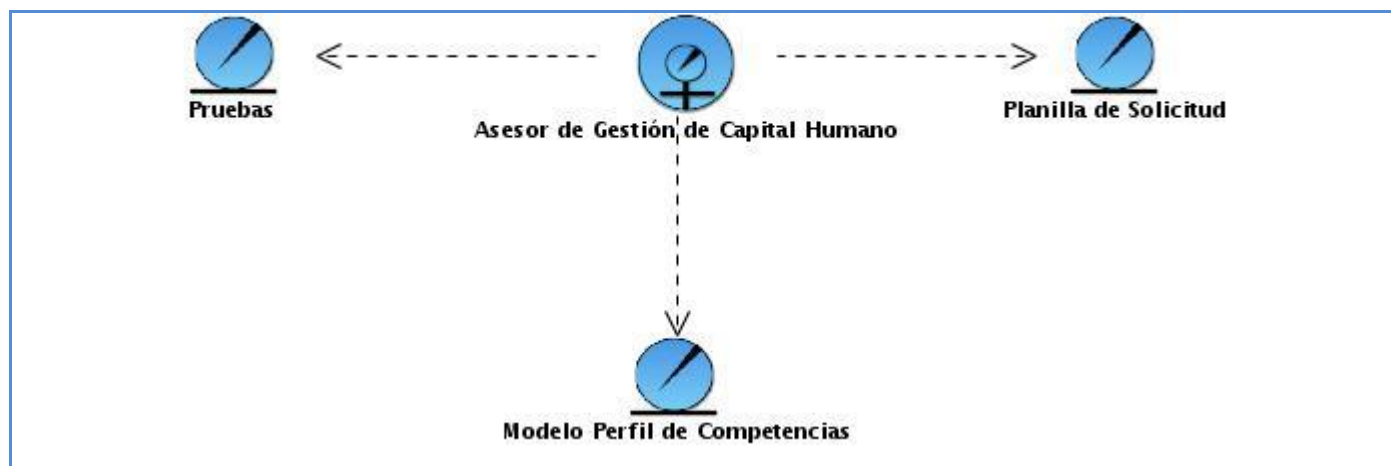 Pruebas
Asesor de Gestión de Capital Humano
Planilla de Solicitud
Modelo Perfil de Competencias